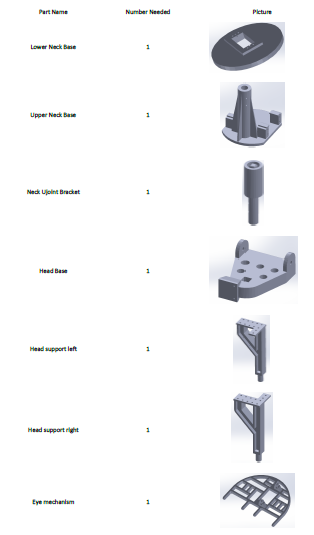 Part Name Number Needed Picture
Lower Neck Base 1
Upper Neck Base 1
Neck Ujoint Bracket 1
Head Base 1
Head support left 1
Head support right 1
Eye mechanism 1